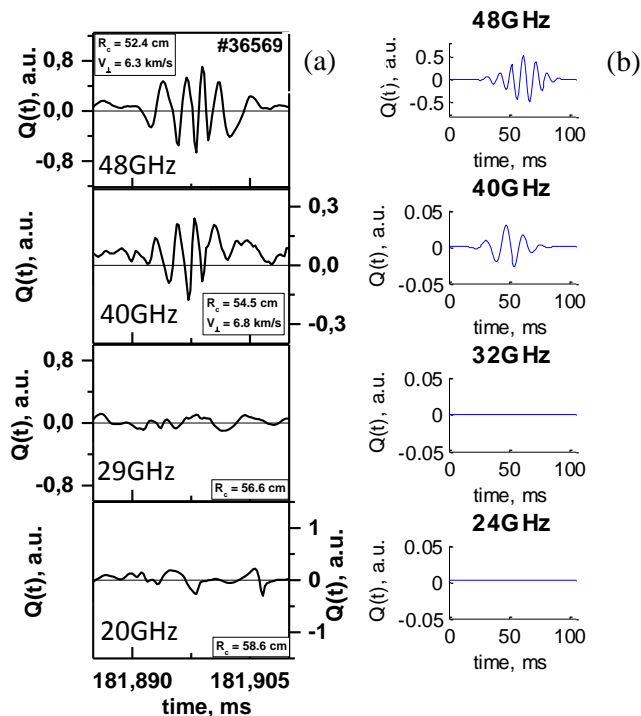 R_c = 52.4 cm
V_⊥ = 6.3 km/s
#36569
(a)
Q(t), a.u.
0,8
0,0
-0,8
48GHz
Q(t), a.u.
0,3
0,0
-0,3
40GHz
R_c = 54.5 cm
V_⊥ = 6.8 km/s
Q(t), a.u.
0,8
0,0
-0,8
29GHz
R_c = 56.6 cm
Q(t), a.u.
1
0
-1
Q(t), a.u.
20GHz
R_c = 58.6 cm
181,890 181,905
time, ms
48GHz
(b)
Q(t), a.u.
0.5
0
-0.5
0 50 100
time, ms
40GHz
Q(t), a.u.
0.05
0
-0.05
0 50 100
time, ms
32GHz
Q(t), a.u.
0.05
0
-0.05
0 50 100
time, ms
24GHz
Q(t), a.u.
0.05
0
-0.05
0 50 100
time, ms